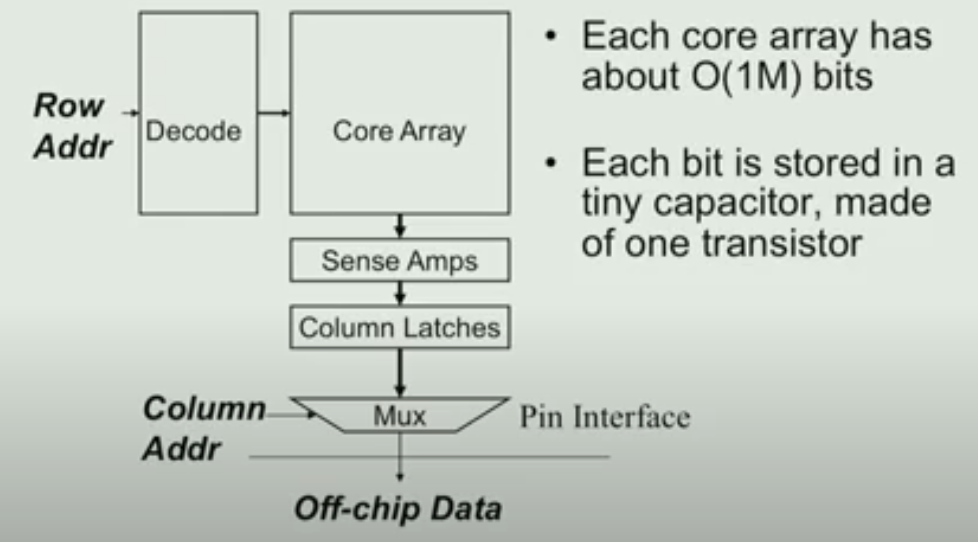 Row
Addr
Decode
Core Array
Sense Amps
Column Latches
Column
Addr
Mux
Pin Interface
Off-chip Data
• Each core array has
about O(1M) bits
• Each bit is stored in a
tiny capacitor, made
of one transistor